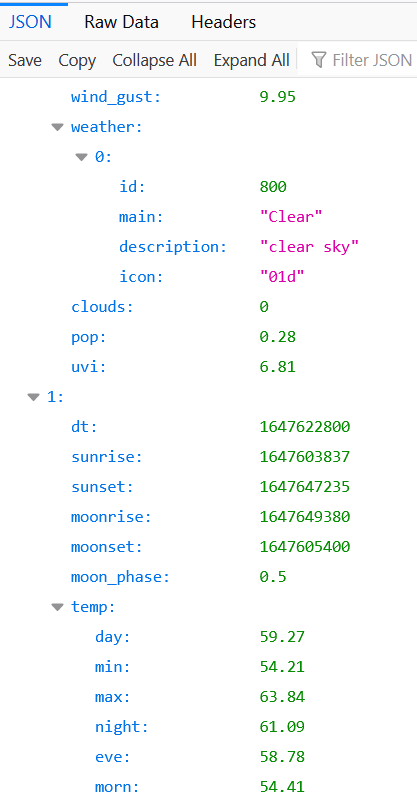 JSON Raw Data Headers
Save Copy Collapse All Expand All Filter JSON
wind_gust: 9.95
weather:
0:
id: 800
main: "Clear"
description: "clear sky"
icon: "01d"
clouds: 0
pop: 0.28
uvi: 6.81
1:
dt: 1647622800
sunrise: 1647603837
sunset: 1647647235
moonrise: 1647649380
moonset: 1647605400
moon_phase: 0.5
temp:
day: 59.27
min: 54.21
max: 63.84
night: 61.09
eve: 58.78
morn: 54.41